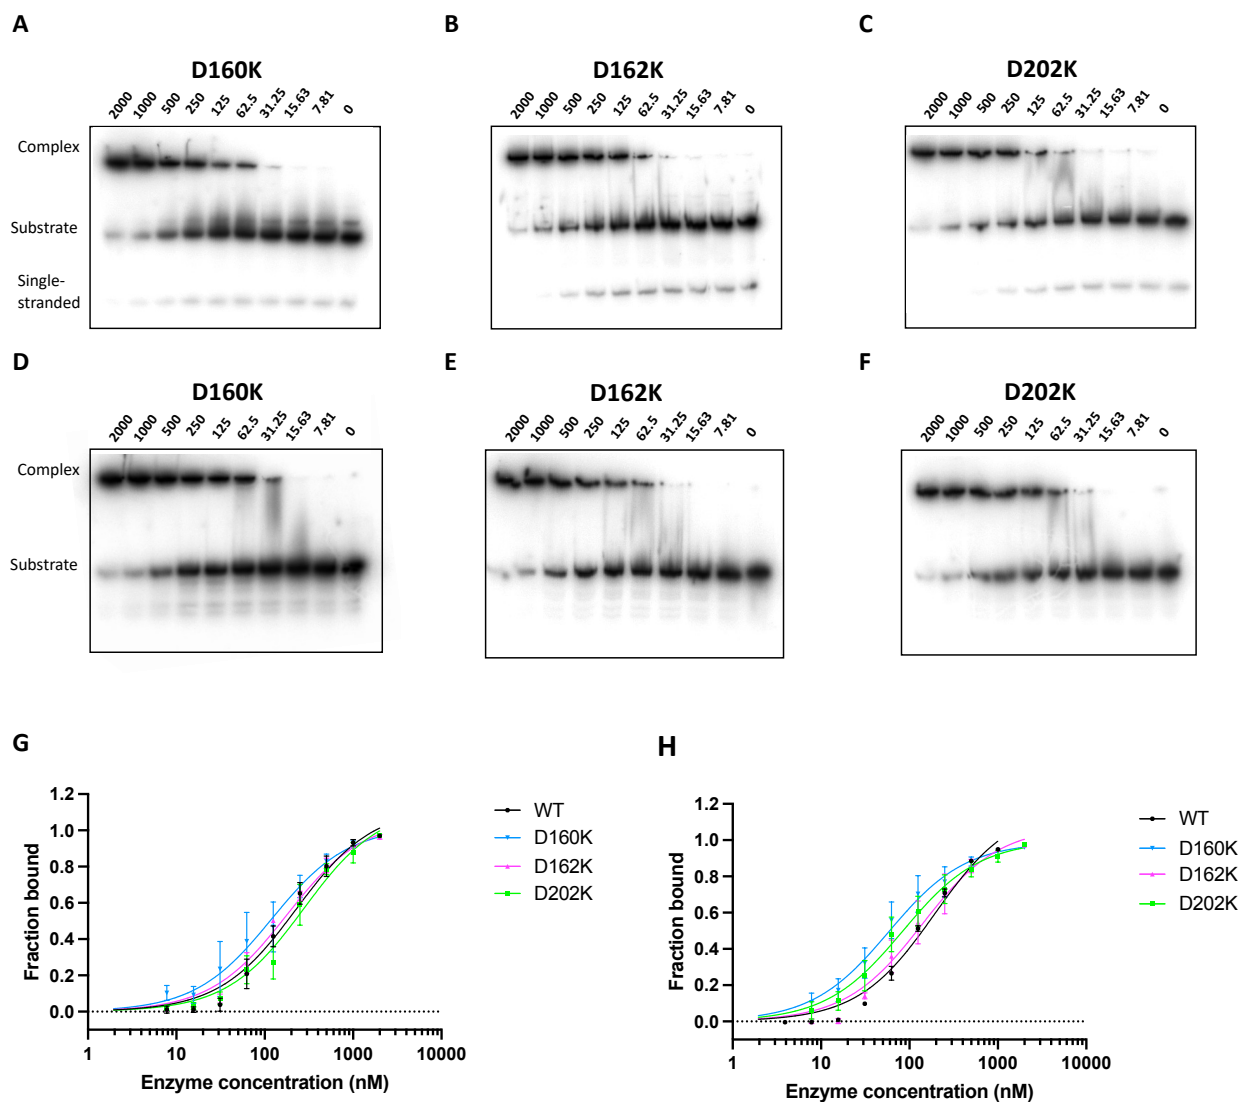 A
B
C
D160K
D162K
D202K
2000 1000 500 250 125 62.5 31.25 15.63 7.81 0
2000 1000 500 250 125 62.5 31.25 15.63 7.81 0
2000 1000 500 250 125 62.5 31.25 15.63 7.81 0
Complex
Substrate
Single-
stranded
D
E
F
D160K
D162K
D202K
2000 1000 500 250 125 62.5 31.25 15.63 7.81 0
2000 1000 500 250 125 62.5 31.25 15.63 7.81 0
2000 1000 500 250 125 62.5 31.25 15.63 7.81 0
Complex
Substrate
G
1.2
1.0
0.8
0.6
0.4
0.2
0.0
Fraction bound
1 10 100 1000 10000
Enzyme concentration (nM)
WT
D160K
D162K
D202K
H
1.2
1.0
0.8
0.6
0.4
0.2
0.0
Fraction bound
1 10 100 1000 10000
Enzyme concentration (nM)
WT
D160K
D162K
D202K